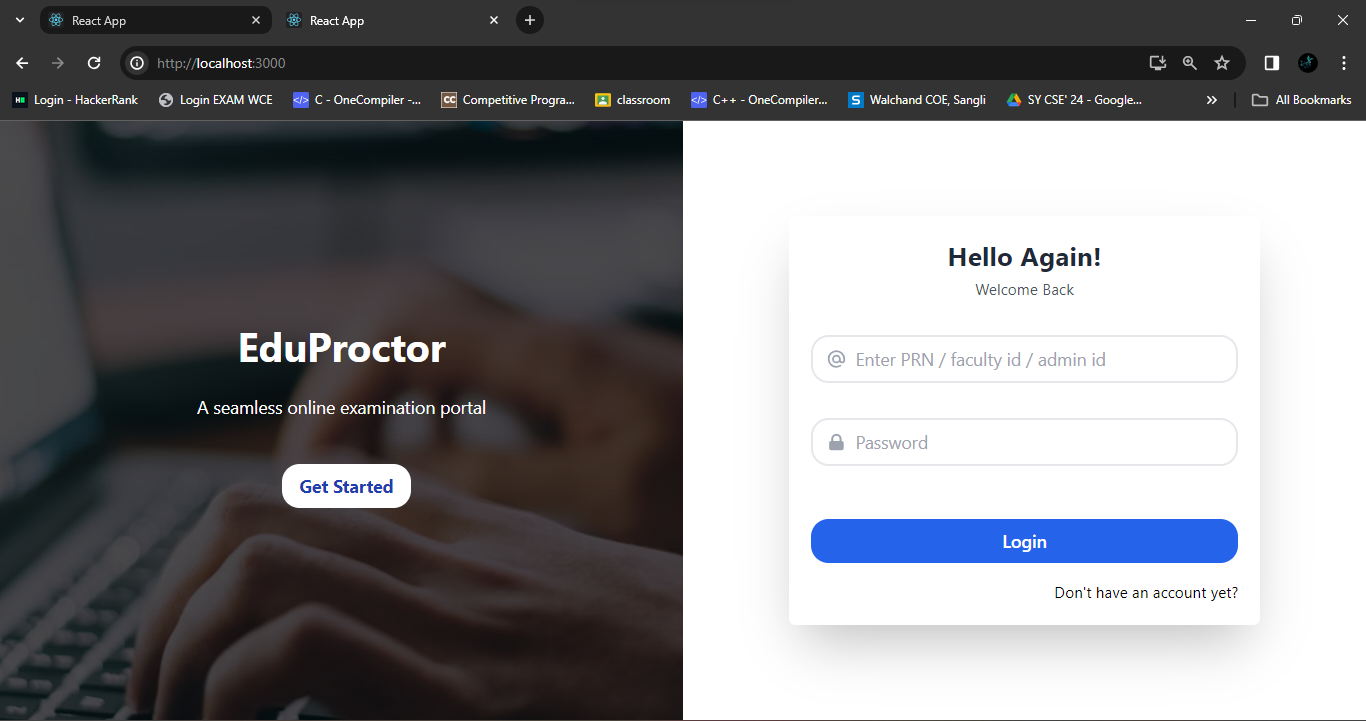 React App
React App
http://localhost:3000
Login - HackerRank
Login EXAM WCE
C - OneCompiler -...
CC Competitive Progra...
classroom
C++ - OneCompiler...
S Walchand COE, Sangli
SY CSE' 24 - Google...
»
All Bookmarks
EduProctor
A seamless online examination portal
Get Started
Hello Again!
Welcome Back
@ Enter PRN / faculty id / admin id
Password
Login
Don't have an account yet?